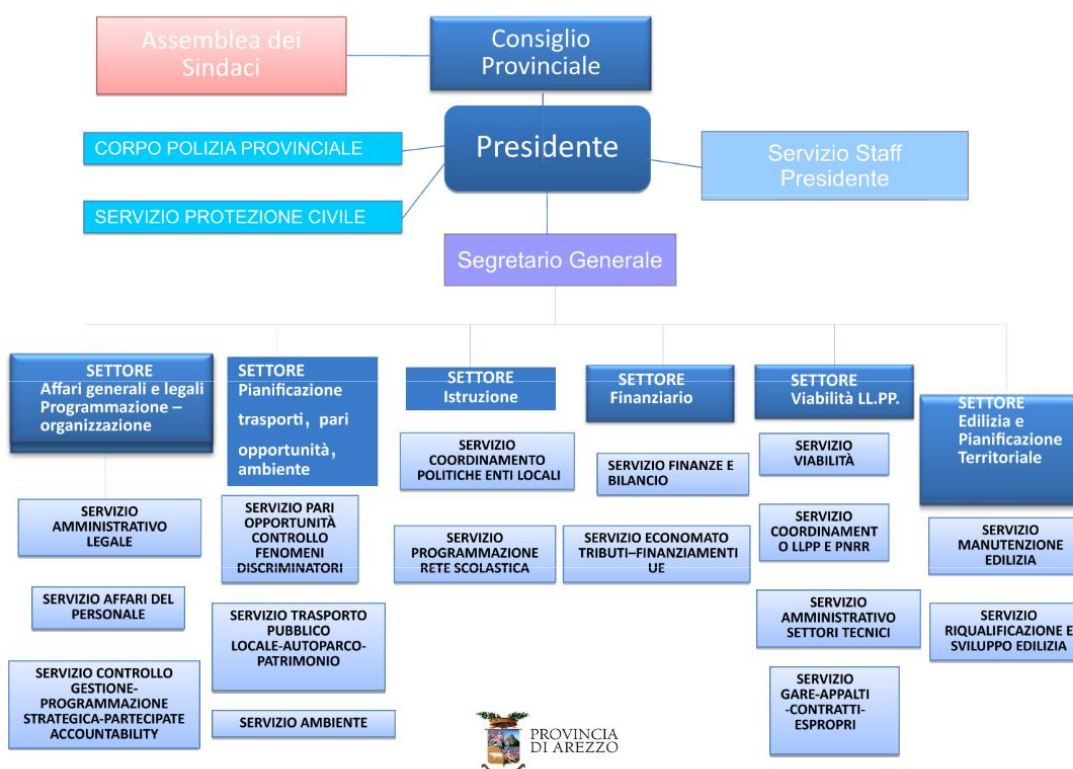 Assemblea dei
Sindaci
Consiglio
Provinciale
CORPO POLIZIA PROVINCIALE
Presidente
Servizio Staff
Presidente
SERVIZIO PROTEZIONE CIVILE
Segretario Generale
SETTORE
Affari generali e legali
Programmazione –
organizzazione
SERVIZIO
AMMINISTRATIVO
LEGALE
SERVIZIO AFFARI DEL
PERSONALE
SERVIZIO CONTROLLO
GESTIONE-
PROGRAMMAZIONE
STRATEGICA-PARTECIPATE
ACCOUNTABILITY
SETTORE
Pianificazione
trasporti, pari
opportunità,
ambiente
SERVIZIO PARI
OPPORTUNITÀ
CONTROLLO
FENOMENI
DISCRIMINATORI
SERVIZIO TRASPORTO
PUBBLICO
LOCALE-AUTOPARCO-
PATRIMONIO
SERVIZIO AMBIENTE
SETTORE
Istruzione
SERVIZIO
COORDINAMENTO
POLITICHE ENTI LOCALI
SERVIZIO
PROGRAMMAZIONE
RETE SCOLASTICA
SETTORE
Finanziario
SERVIZIO FINANZE E
BILANCIO
SERVIZIO ECONOMATO
TRIBUTI–FINANZIAMENTI
UE
SETTORE
Viabilità LL.PP.
SERVIZIO
VIABILITÀ
SERVIZIO
COORDINAMENT
O LLPP E PNRR
SERVIZIO
AMMINISTRATIVO
SETTORI TECNICI
SERVIZIO
GARE-APPALTI
-CONTRATTI-
ESPROPRI
SETTORE
Edilizia e
Pianificazione
Territoriale
SERVIZIO
MANUTENZIONE
EDILIZIA
SERVIZIO
RIQUALIFICAZIONE E
SVILUPPO EDILIZIA
PROVINCIA
DI AREZZO